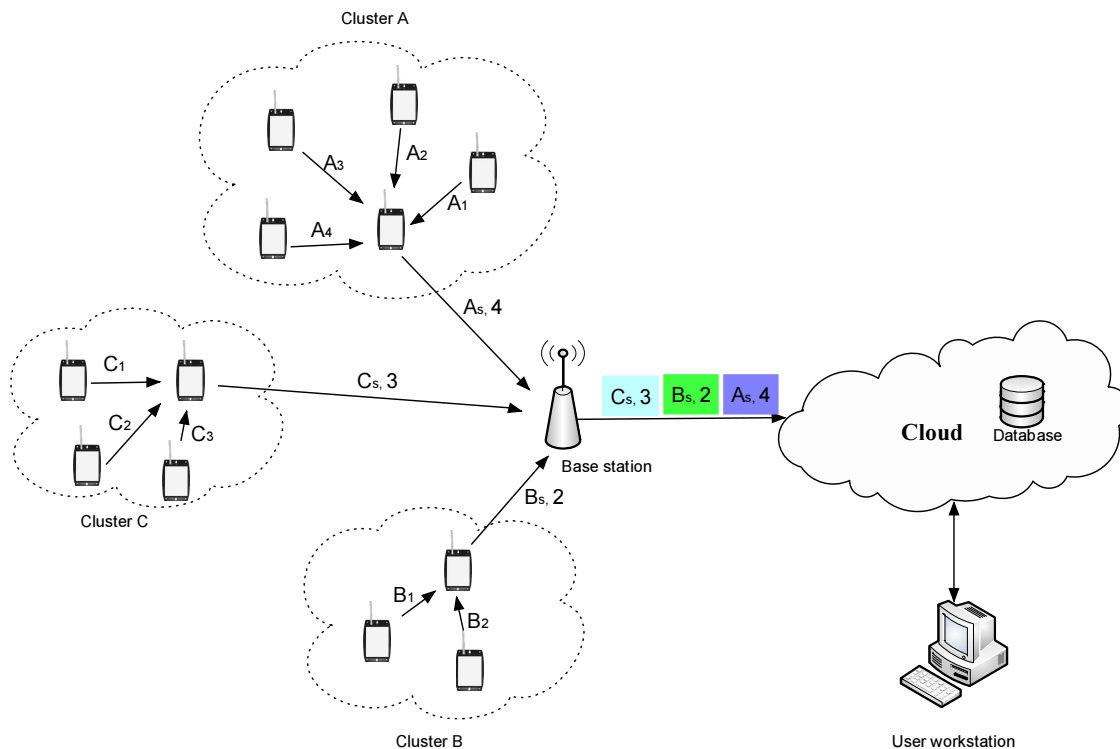 Cluster A
A2
A3
A1
A4
As, 4
C1
Cs, 3
C2
C3
Cluster C
Cs, 3
Bs, 2
As, 4
Cloud
Database
Base station
Bs, 2
B1
B2
Cluster B
User workstation